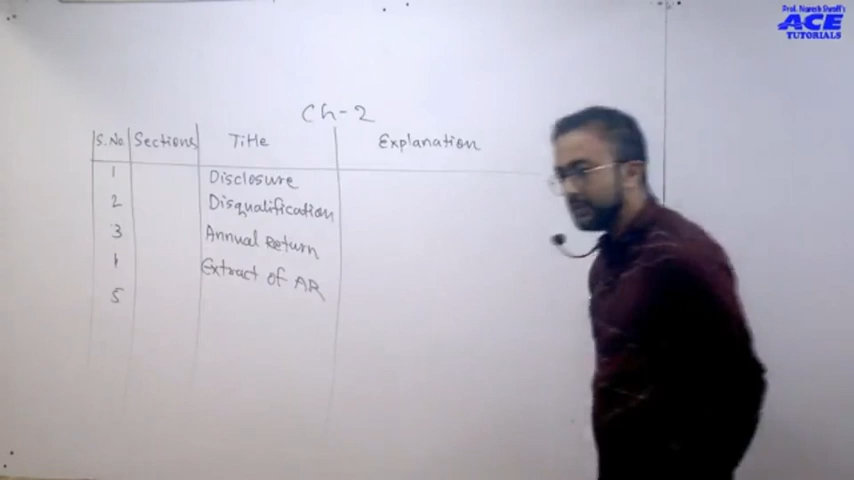 Prof. Naresh Shroff's
ACE
TUTORIALS
Ch-2
S.No Sections Title Explanation
1 Disclosure
2 Disqualification
3 Annual Return
4 Extract of AR
5